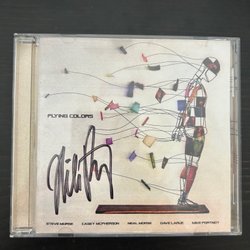 FLYING COLORS
STEVE MORSE CASEY MCPHERSON NEAL MORSE DAVE LARUE MIKE PORTNOY